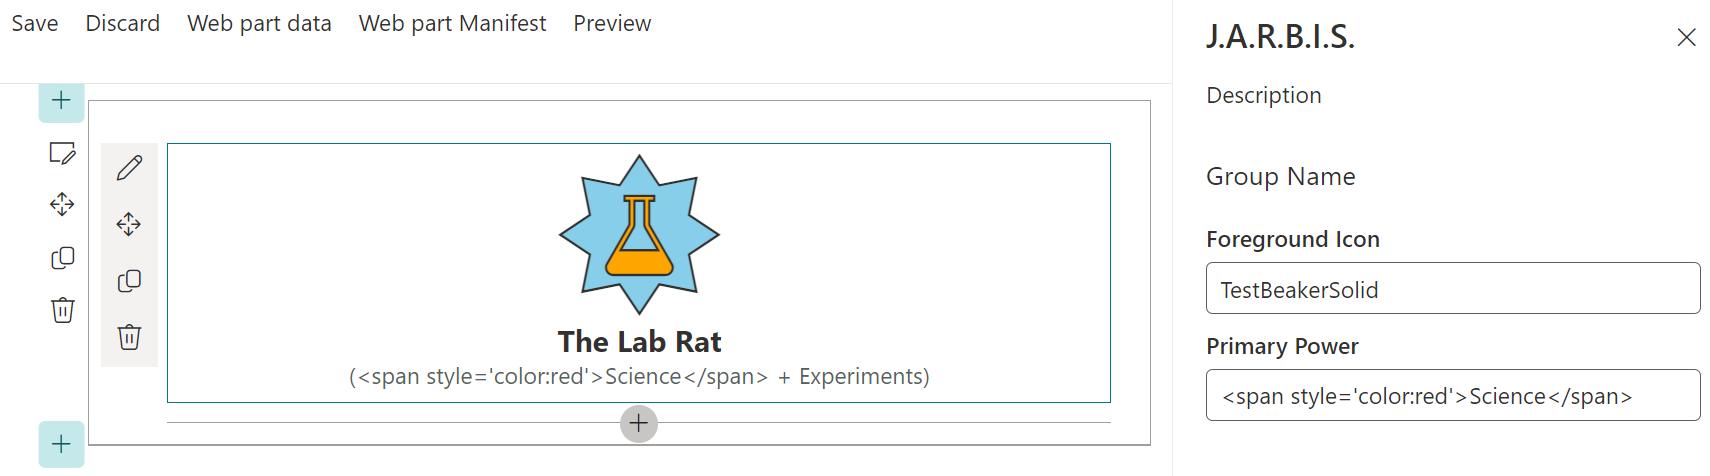 Save Discard Web part data Web part Manifest Preview
The Lab Rat
(<span style='color:red'>Science</span> + Experiments)
J.A.R.B.I.S.
Description
Group Name
Foreground Icon
TestBeakerSolid
Primary Power
<span style='color:red'>Science</span>